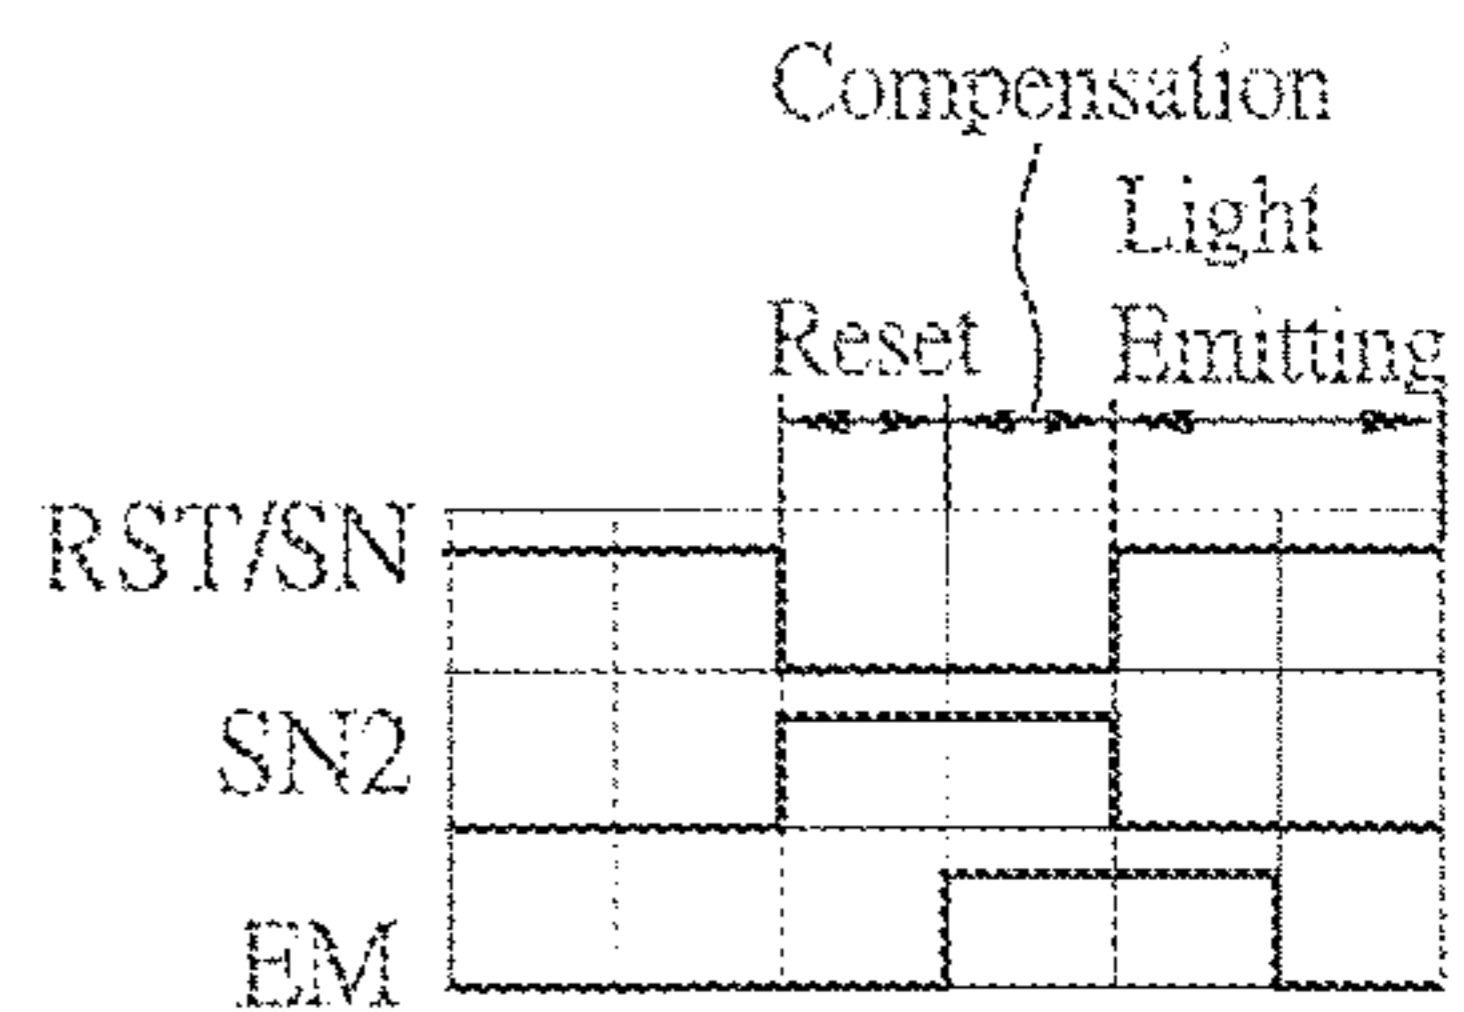 Compensation
Light
Reset Emitting
RST/SN
SN2
EM